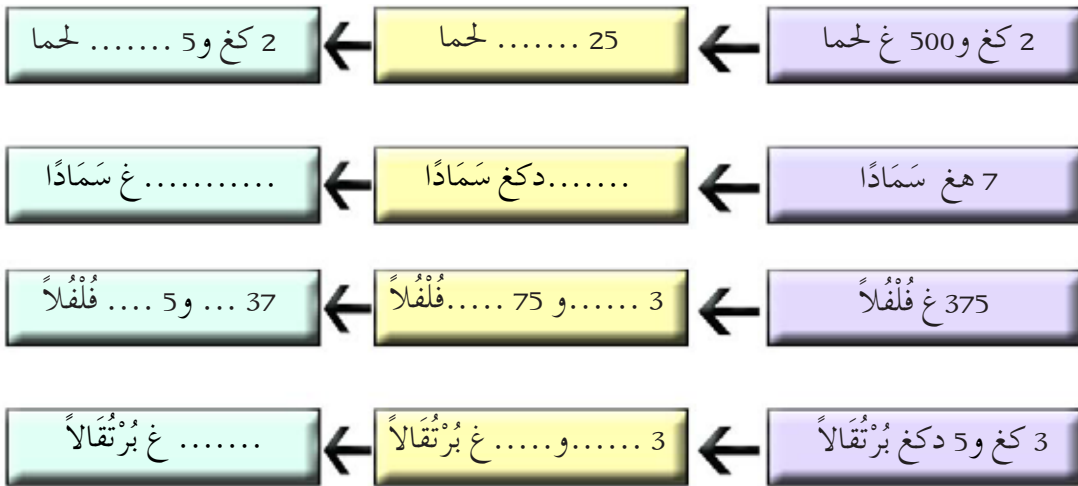 2 كغ و500 غ لحما
25 ....... لحما
2 كغ و5 ....... لحما
7 هغ سَمَادًا
.......دكغ سَمَادًا
...........غ سَمَادًا
375 غ فُلْفُلاً
3 ......و 75 .....فُلْفُلاً
37 ... و5 .... فُلْفُلاً
3 كغ و5 دكغ بُرْتُقَالاً
3 ......و.....غ بُرْتُقَالاً
....... غ بُرْتُقَالاً